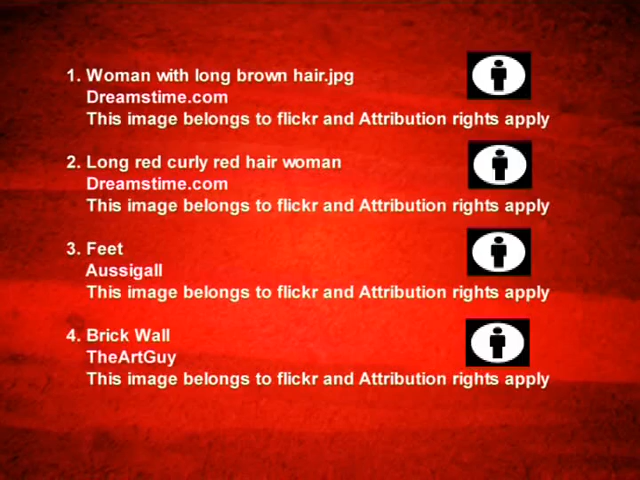 1. Woman with long brown hair.jpg
Dreamstime.com
This image belongs to flickr and Attribution rights apply
2. Long red curly red hair woman
Dreamstime.com
This image belongs to flickr and Attribution rights apply
3. Feet
Aussigall
This image belongs to flickr and Attribution rights apply
4. Brick Wall
TheArtGuy
This image belongs to flickr and Attribution rights apply